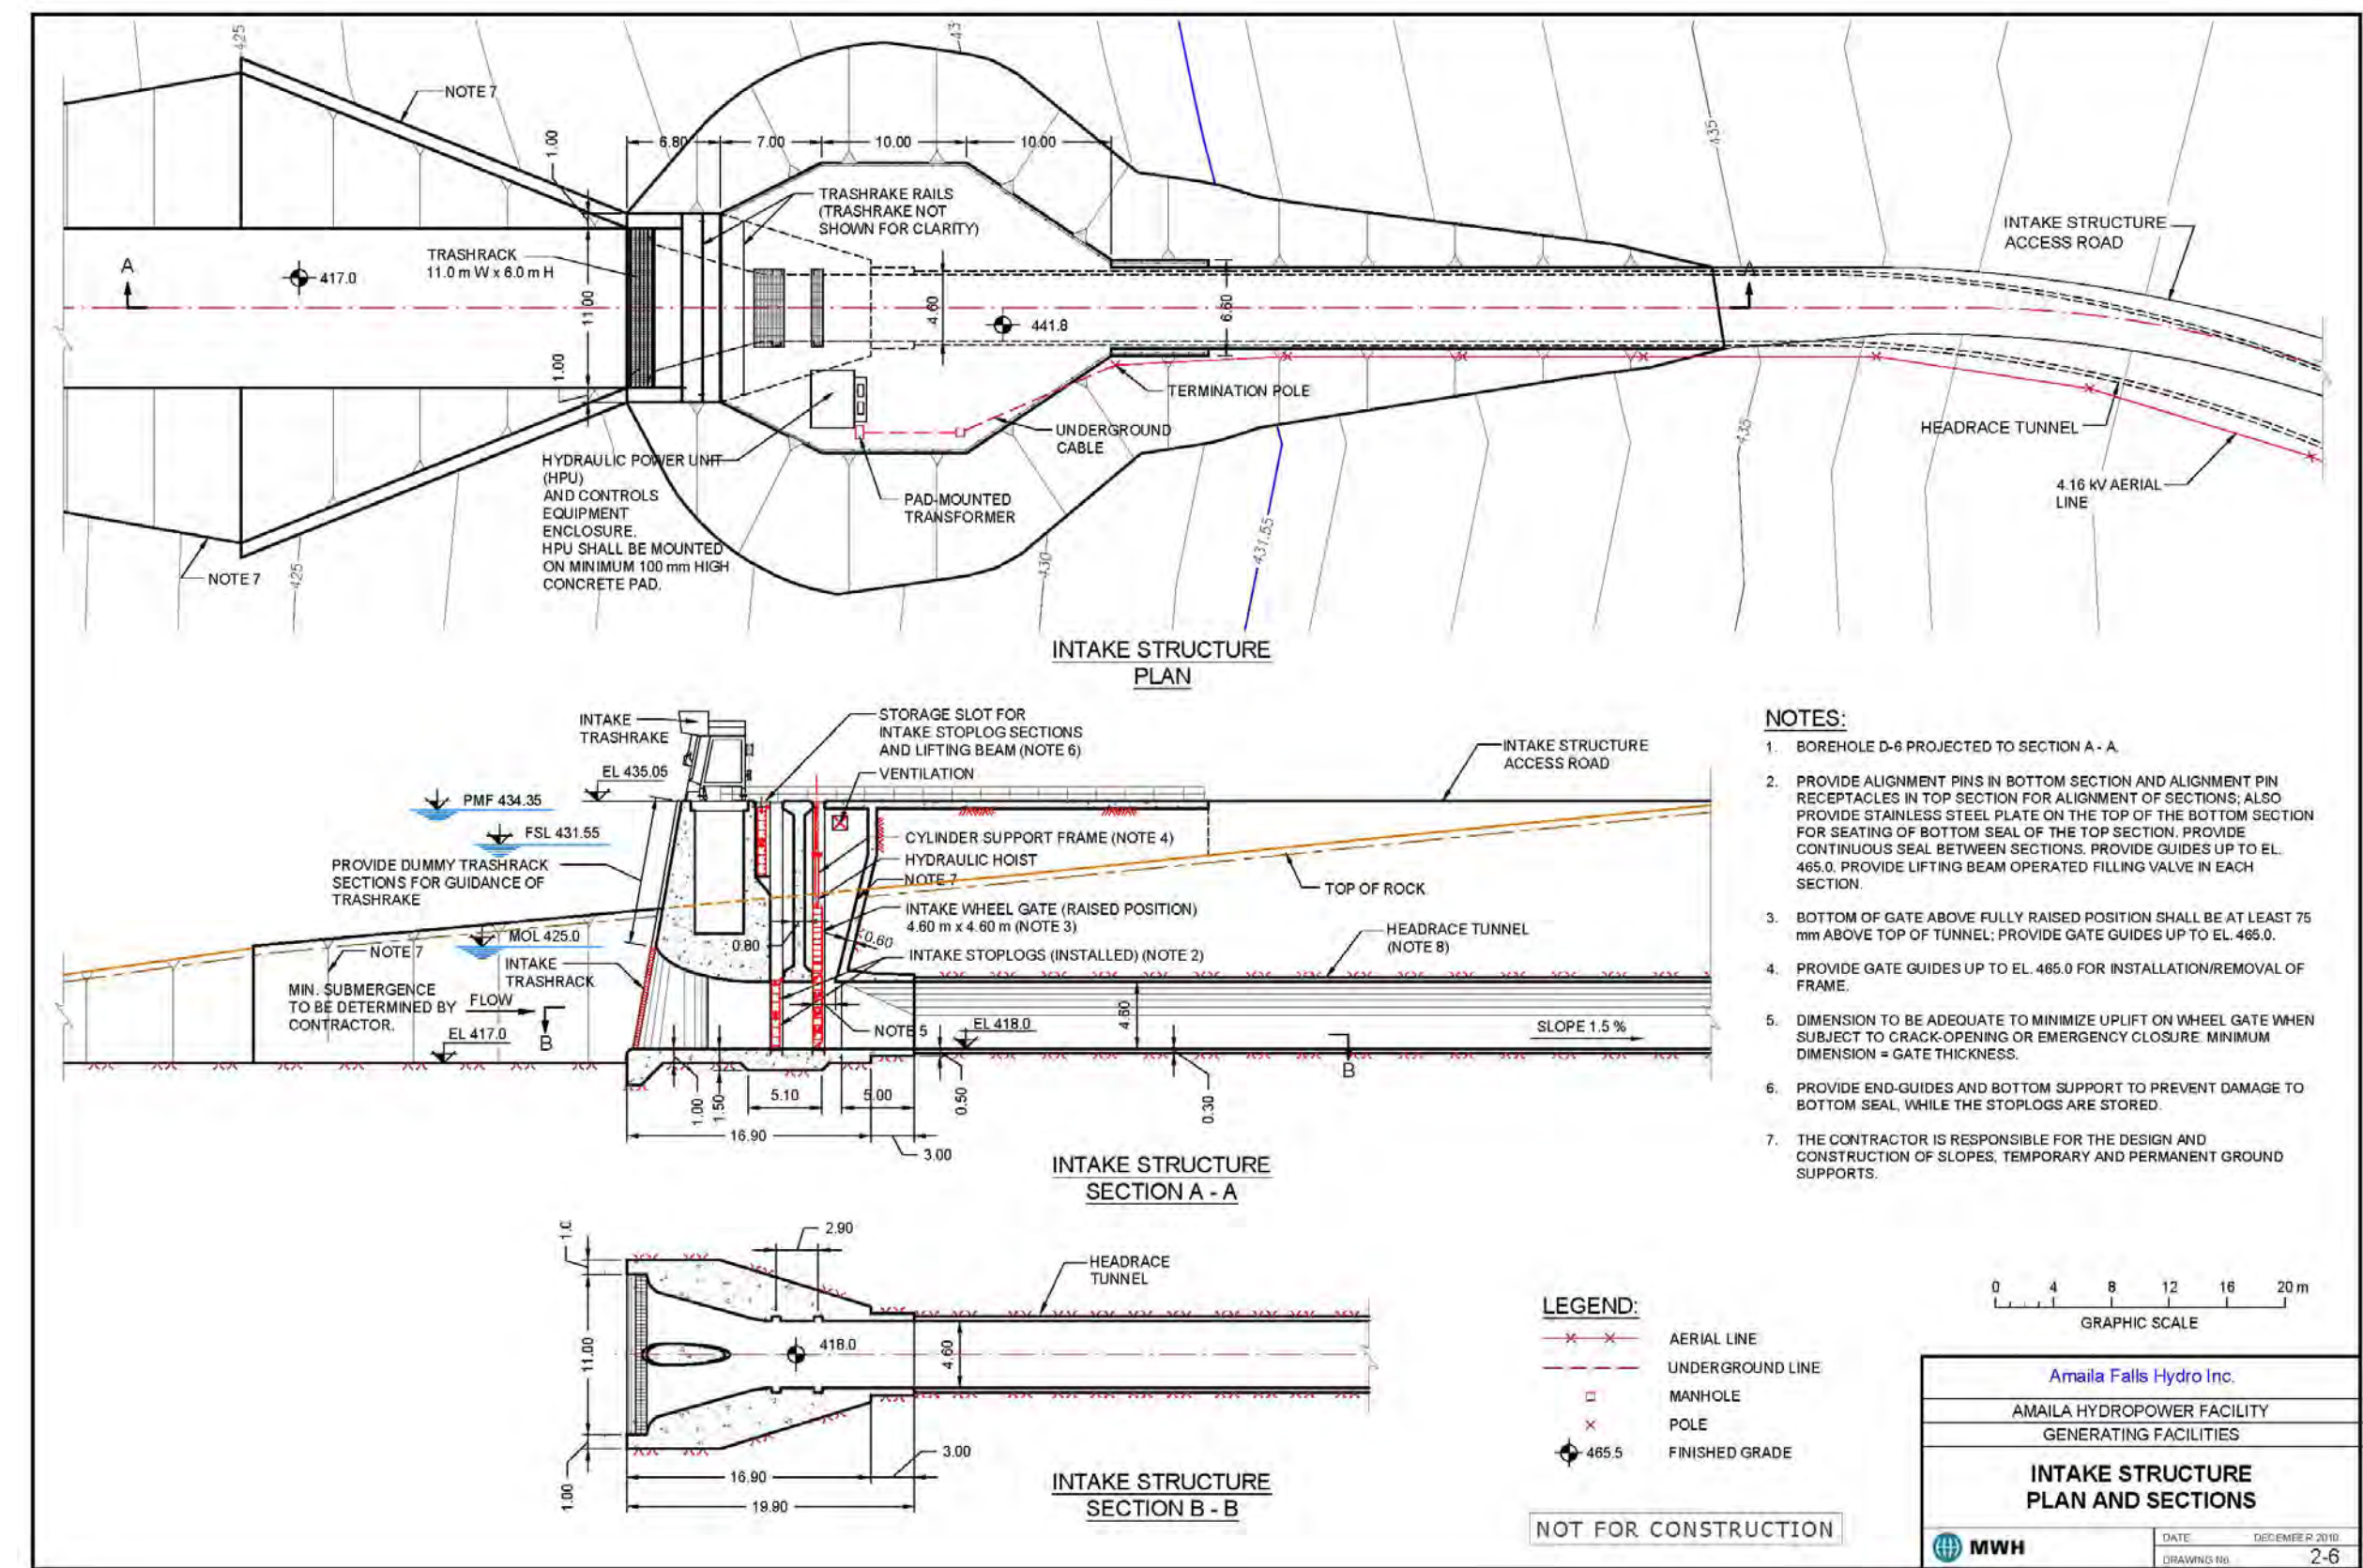 425
43
NOTE 7
1.00
6.80
7.00
10.00
10.00
435
TRASHRAKE RAILS
(TRASHRAKE NOT
SHOWN FOR CLARITY)
INTAKE STRUCTURE
ACCESS ROAD
A
417.0
TRASHRACK
11.0 m W x 6.0 m H
11.00
4.60
441.8
6.60
A
1.00
TERMINATION POLE
UNDERGROUND
CABLE
HEADRACE TUNNEL
435
HYDRAULIC POWER UNIT
(HPU)
AND CONTROLS
EQUIPMENT
ENCLOSURE.
HPU SHALL BE MOUNTED
ON MINIMUM 100 mm HIGH
CONCRETE PAD.
PAD-MOUNTED
TRANSFORMER
4.16 kV AERIAL
LINE
NOTE 7
425
430
431.55
INTAKE STRUCTURE
PLAN
INTAKE
TRASHRAKE
STORAGE SLOT FOR
INTAKE STOPLOG SECTIONS
AND LIFTING BEAM (NOTE 6)
VENTILATION
INTAKE STRUCTURE
ACCESS ROAD
EL 435.05
PMF 434.35
FSL 431.55
PROVIDE DUMMY TRASHRACK
SECTIONS FOR GUIDANCE OF
TRASHRAKE
CYLINDER SUPPORT FRAME (NOTE 4)
HYDRAULIC HOIST
NOTE 7
TOP OF ROCK
INTAKE WHEEL GATE (RAISED POSITION)
4.60 m x 4.60 m (NOTE 3)
MOL 425.0
NOTE 7
0.80
0.60
HEADRACE TUNNEL
(NOTE 8)
INTAKE
TRASHRACK
INTAKE STOPLOGS (INSTALLED) (NOTE 2)
MIN. SUBMERGENCE
TO BE DETERMINED BY
CONTRACTOR.
FLOW
B
EL 417.0
NOTE 5
EL 418.0
4.60
SLOPE 1.5 %
B
1.00
1.50
5.10
5.00
0.50
0.30
16.90
3.00
INTAKE STRUCTURE
SECTION A - A
NOTES:
1. BOREHOLE D-6 PROJECTED TO SECTION A - A.
2. PROVIDE ALIGNMENT PINS IN BOTTOM SECTION AND ALIGNMENT PIN
RECEPTACLES IN TOP SECTION FOR ALIGNMENT OF SECTIONS; ALSO
PROVIDE STAINLESS STEEL PLATE ON THE TOP OF THE BOTTOM SECTION
FOR SEATING OF BOTTOM SEAL OF THE TOP SECTION. PROVIDE
CONTINUOUS SEAL BETWEEN SECTIONS. PROVIDE GUIDES UP TO EL.
465.0. PROVIDE LIFTING BEAM OPERATED FILLING VALVE IN EACH
SECTION.
3. BOTTOM OF GATE ABOVE FULLY RAISED POSITION SHALL BE AT LEAST 75
mm ABOVE TOP OF TUNNEL; PROVIDE GATE GUIDES UP TO EL. 465.0.
4. PROVIDE GATE GUIDES UP TO EL. 465.0 FOR INSTALLATION/REMOVAL OF
FRAME.
5. DIMENSION TO BE ADEQUATE TO MINIMIZE UPLIFT ON WHEEL GATE WHEN
SUBJECT TO CRACK-OPENING OR EMERGENCY CLOSURE. MINIMUM
DIMENSION = GATE THICKNESS.
6. PROVIDE END-GUIDES AND BOTTOM SUPPORT TO PREVENT DAMAGE TO
BOTTOM SEAL, WHILE THE STOPLOGS ARE STORED.
7. THE CONTRACTOR IS RESPONSIBLE FOR THE DESIGN AND
CONSTRUCTION OF SLOPES, TEMPORARY AND PERMANENT GROUND
SUPPORTS.
1.0
2.90
HEADRACE
TUNNEL
11.00
418.0
4.60
1.00
3.00
16.90
19.90
INTAKE STRUCTURE
SECTION B - B
LEGEND:
AERIAL LINE
UNDERGROUND LINE
MANHOLE
POLE
465.5 FINISHED GRADE
0 4 8 12 16 20 m
GRAPHIC SCALE
NOT FOR CONSTRUCTION
Amaila Falls Hydro Inc.
AMAILA HYDROPOWER FACILITY
GENERATING FACILITIES
INTAKE STRUCTURE
PLAN AND SECTIONS
MWH
DATE DECEMBER 2010
DRAWING No. 2-6